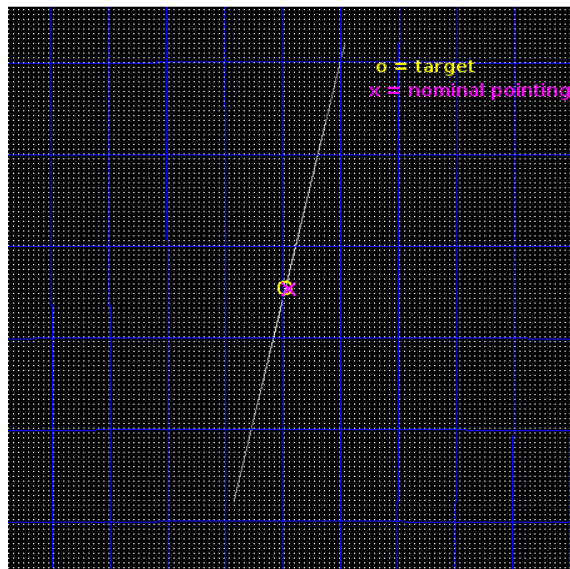 o = target
x = nominal pointing
o
x